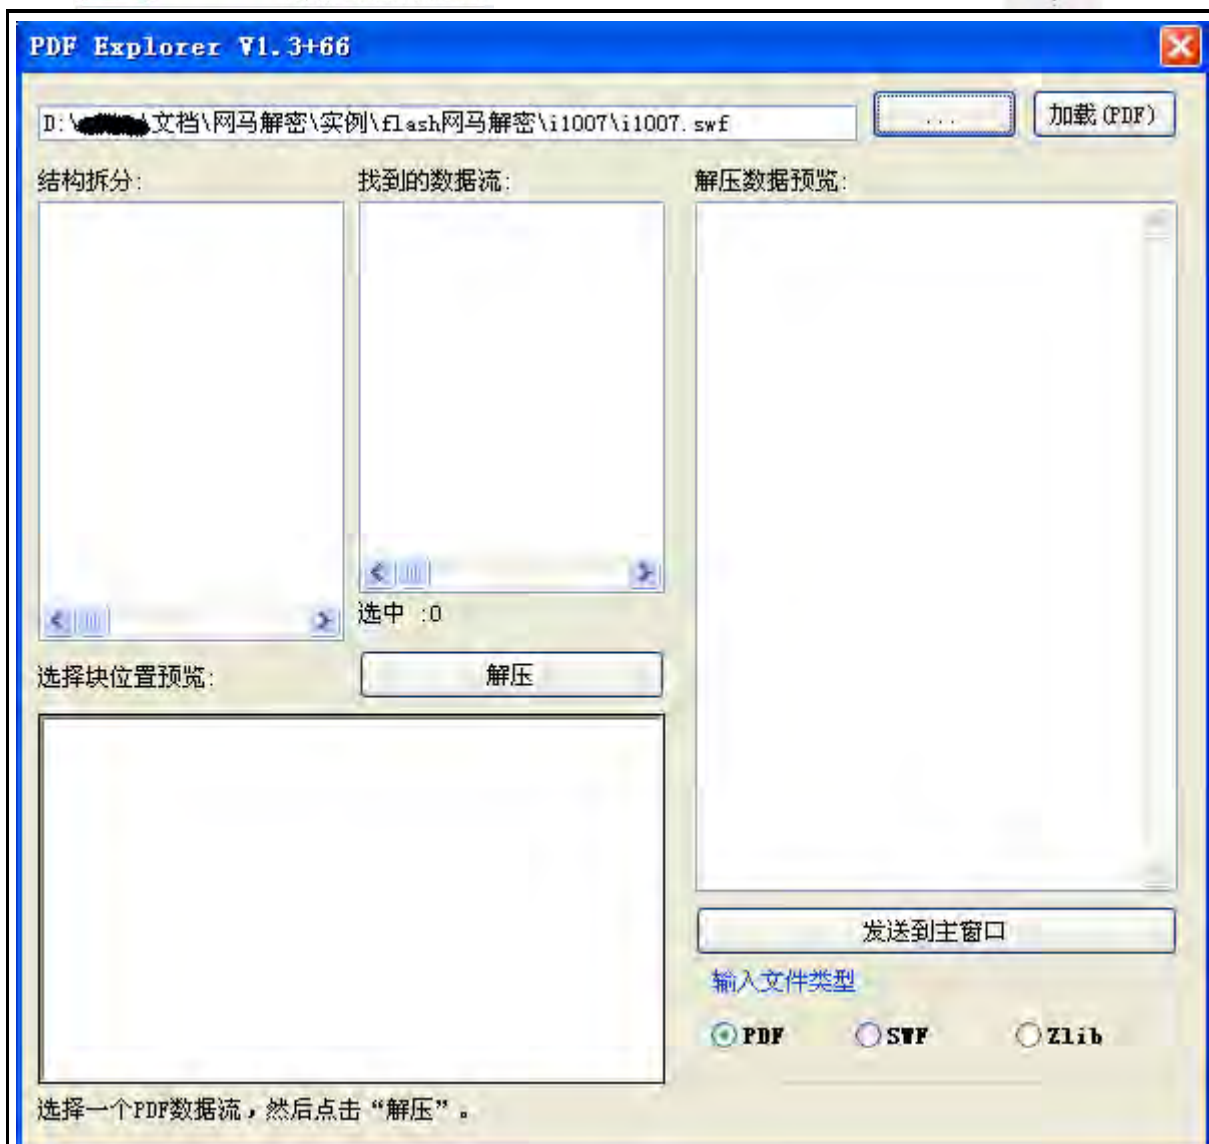 PDF Explorer V1.3+66
D:\文档\网马解密\实例\flash网马解密\i1007\i1007.swf
...
加载(PDF)
结构拆分:
找到的数据流:
解压数据预览:
选中 :0
选择块位置预览:
解压
发送到主窗口
输入文件类型
PDF SWF Zlib
选择一个PDF数据流，然后点击“解压”。